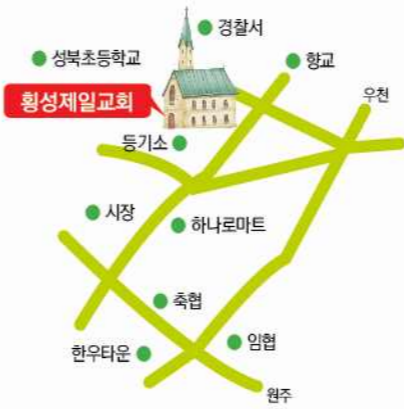 경찰서
성북초등학교
향교
횡성제일교회
우천
등기소
시장
하나로마트
축협
한우타운
임협
원주